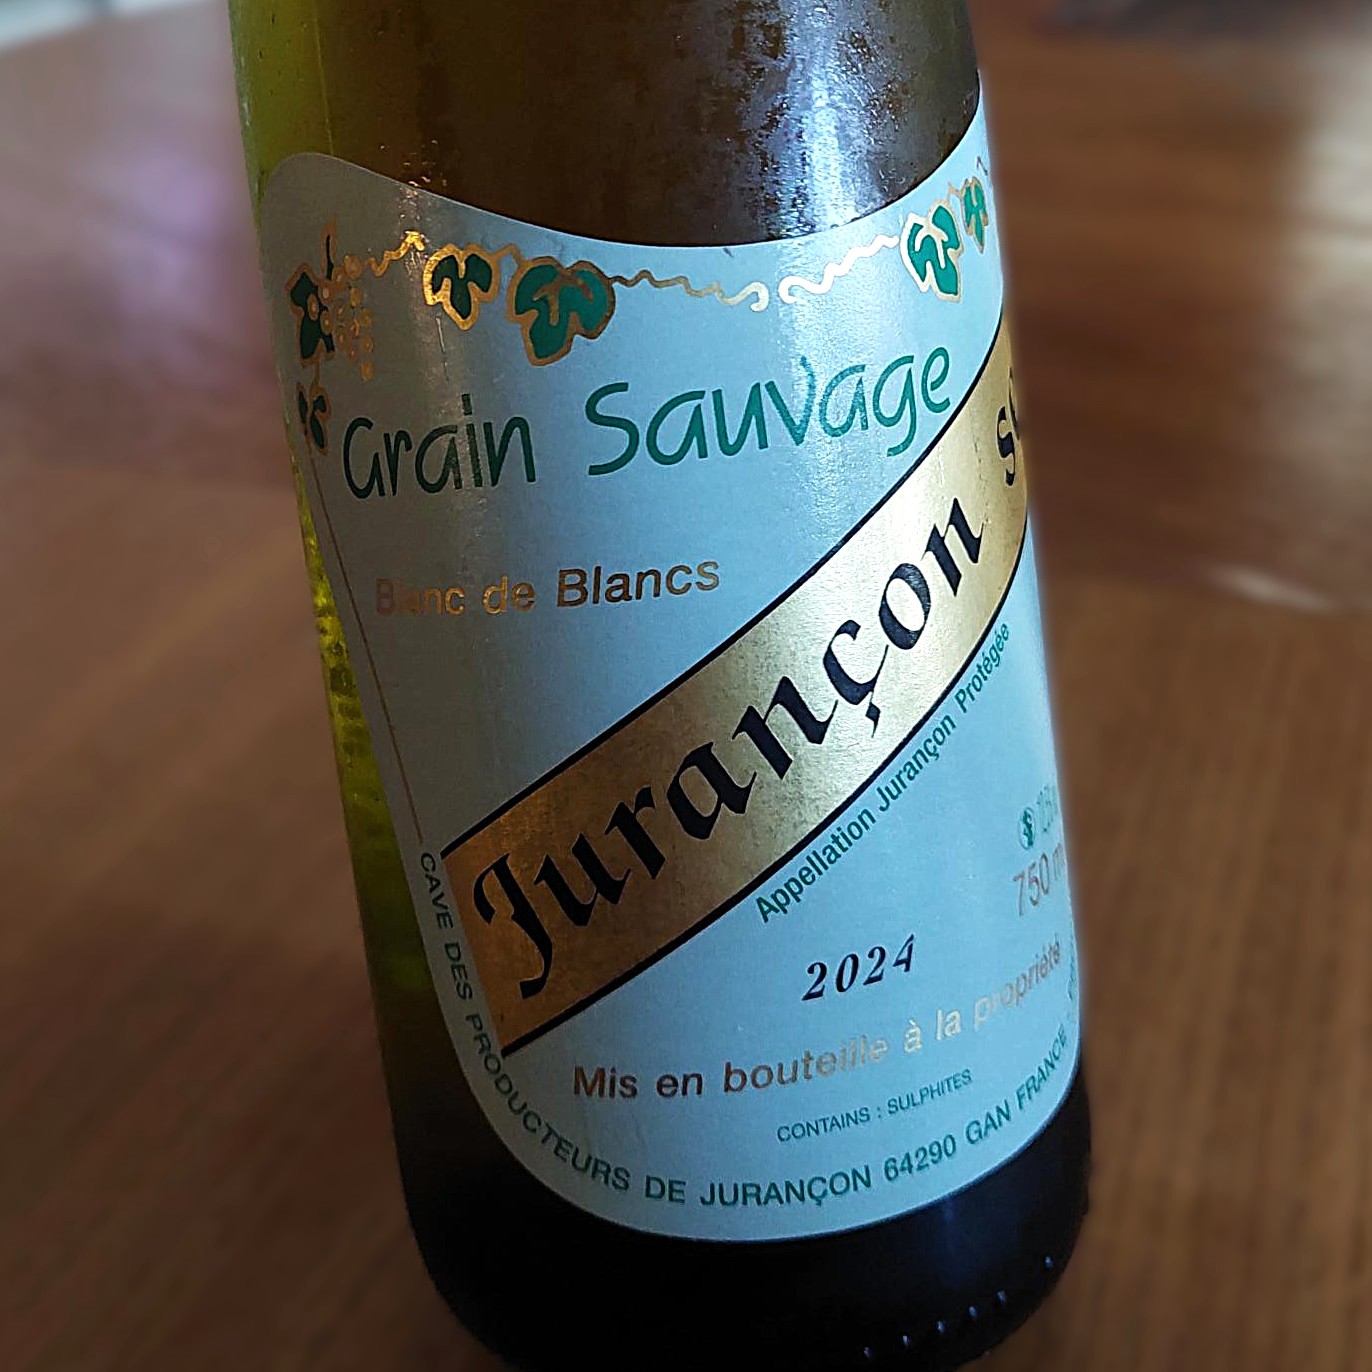 Grain Sauvage
Blanc de Blancs
Jurançon
Appellation Jurançon Protégée
750
2024
Mis en bouteille à la propriété
CONTAINS : SULPHITES
CAVE DES PRODUCTEURS DE JURANÇON 64290 GAN FRANCE